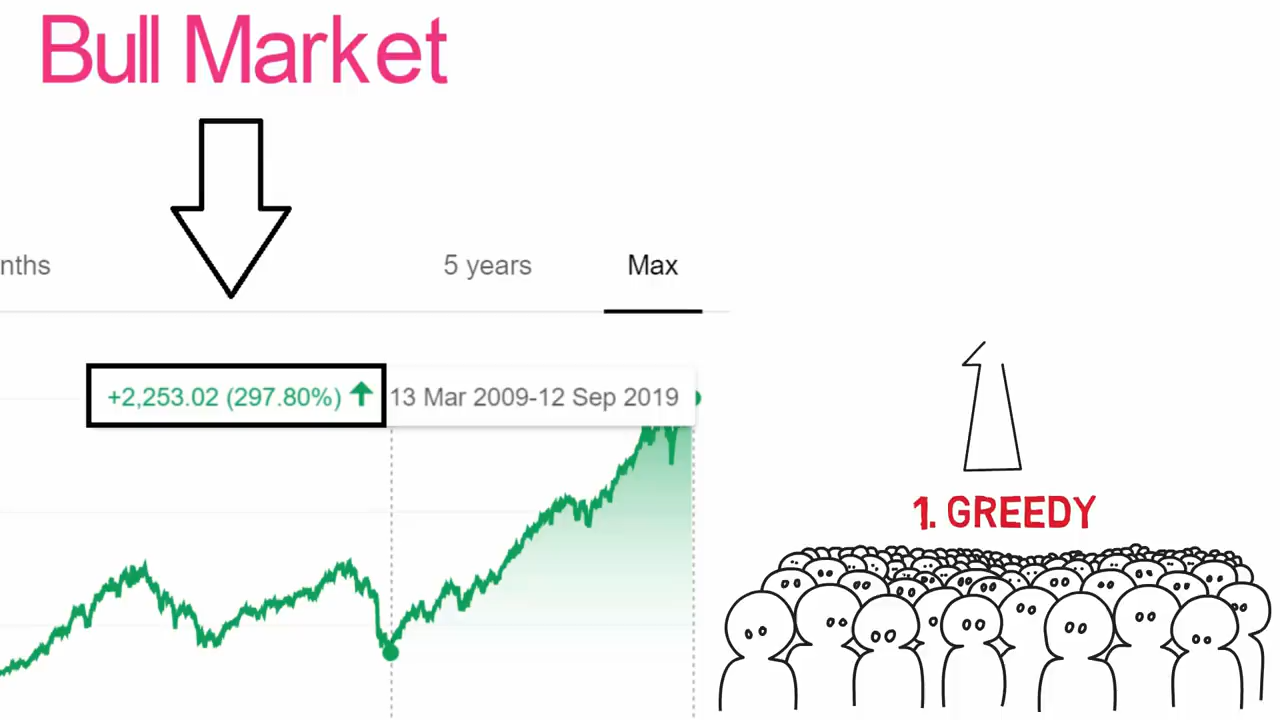 Bull Market
nths
5 years
Max
+2,253.02 (297.80%) 13 Mar 2009-12 Sep 2019
1. GREEDY